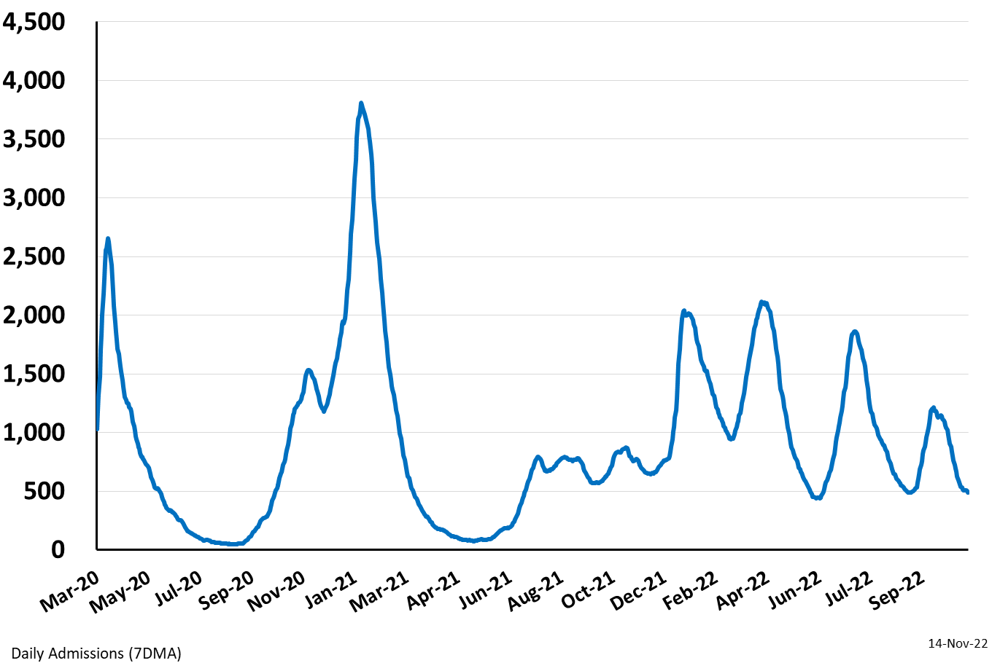 4,500
4,000
3,500
3,000
2,500
2,000
1,500
1,000
500
0
Mar-20
May-20
Jul-20
Sep-20
Nov-20
Jan-21
Mar-21
Apr-21
Jun-21
Aug-21
Oct-21
Dec-21
Feb-22
Apr-22
Jun-22
Jul-22
Sep-22
14-Nov-22
Daily Admissions (7DMA)